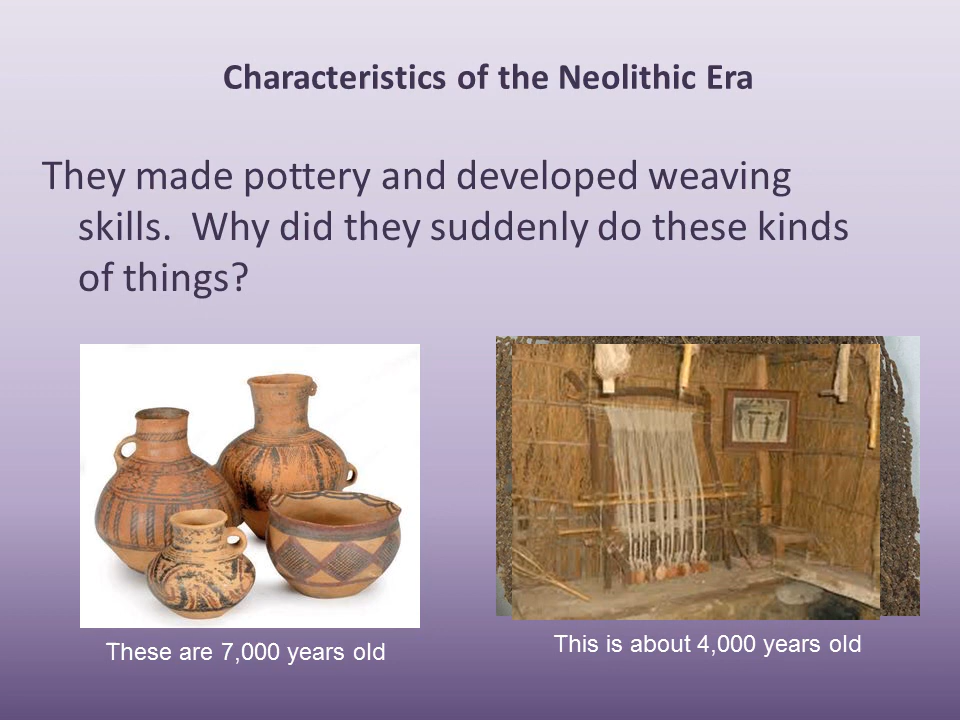 Characteristics of the Neolithic Era
They made pottery and developed weaving
skills.  Why did they suddenly do these kinds
of things?
These are 7,000 years old
This is about 4,000 years old